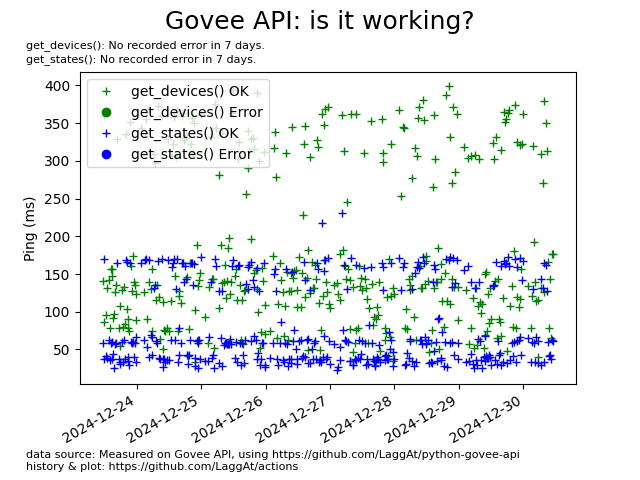 Govee API: is it working?
get_devices(): No recorded error in 7 days.
get_states(): No recorded error in 7 days.
get_devices() OK
get_devices() Error
get_states() OK
get_states() Error
Ping (ms)
400
350
300
250
200
150
100
50
2024-12-24
2024-12-25
2024-12-26
2024-12-27
2024-12-28
2024-12-29
2024-12-30
data source: Measured on Govee API, using https://github.com/LaggAt/python-govee-api
history & plot: https://github.com/LaggAt/actions